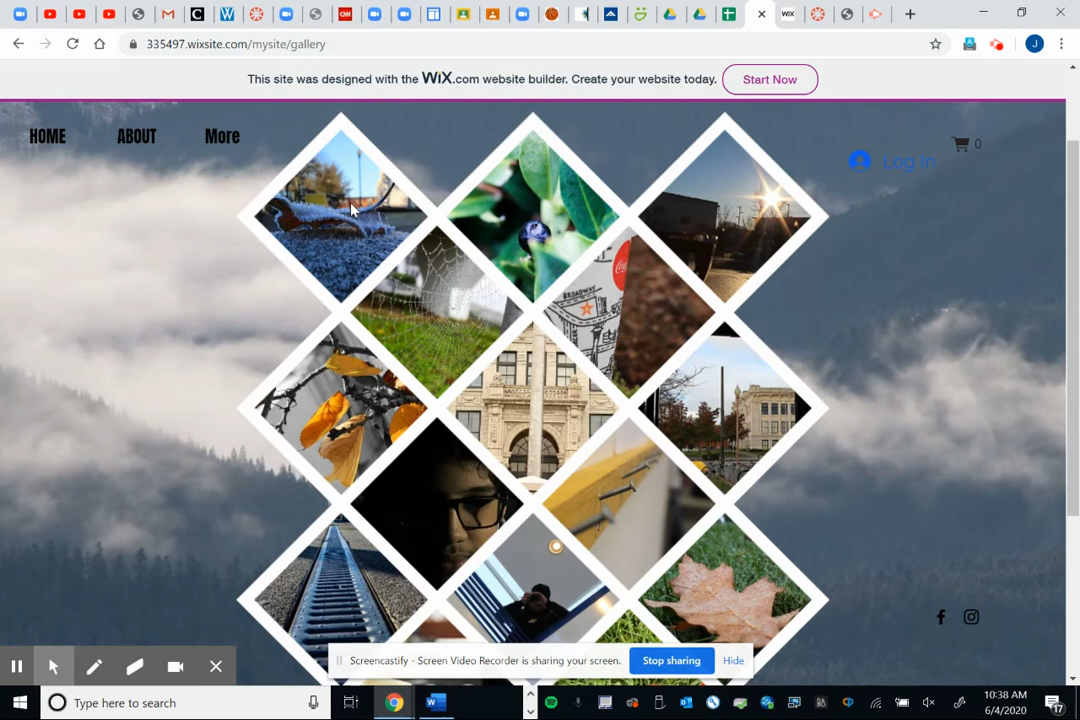 335497.wixsite.com/mysite/gallery
This site was designed with the WiX.com website builder. Create your website today.
Start Now
HOME
ABOUT
More
0
Log In
BROADWAY
Screencastify - Screen Video Recorder is sharing your screen.
Stop sharing
Hide
Type here to search
10:38 AM
6/4/2020
17